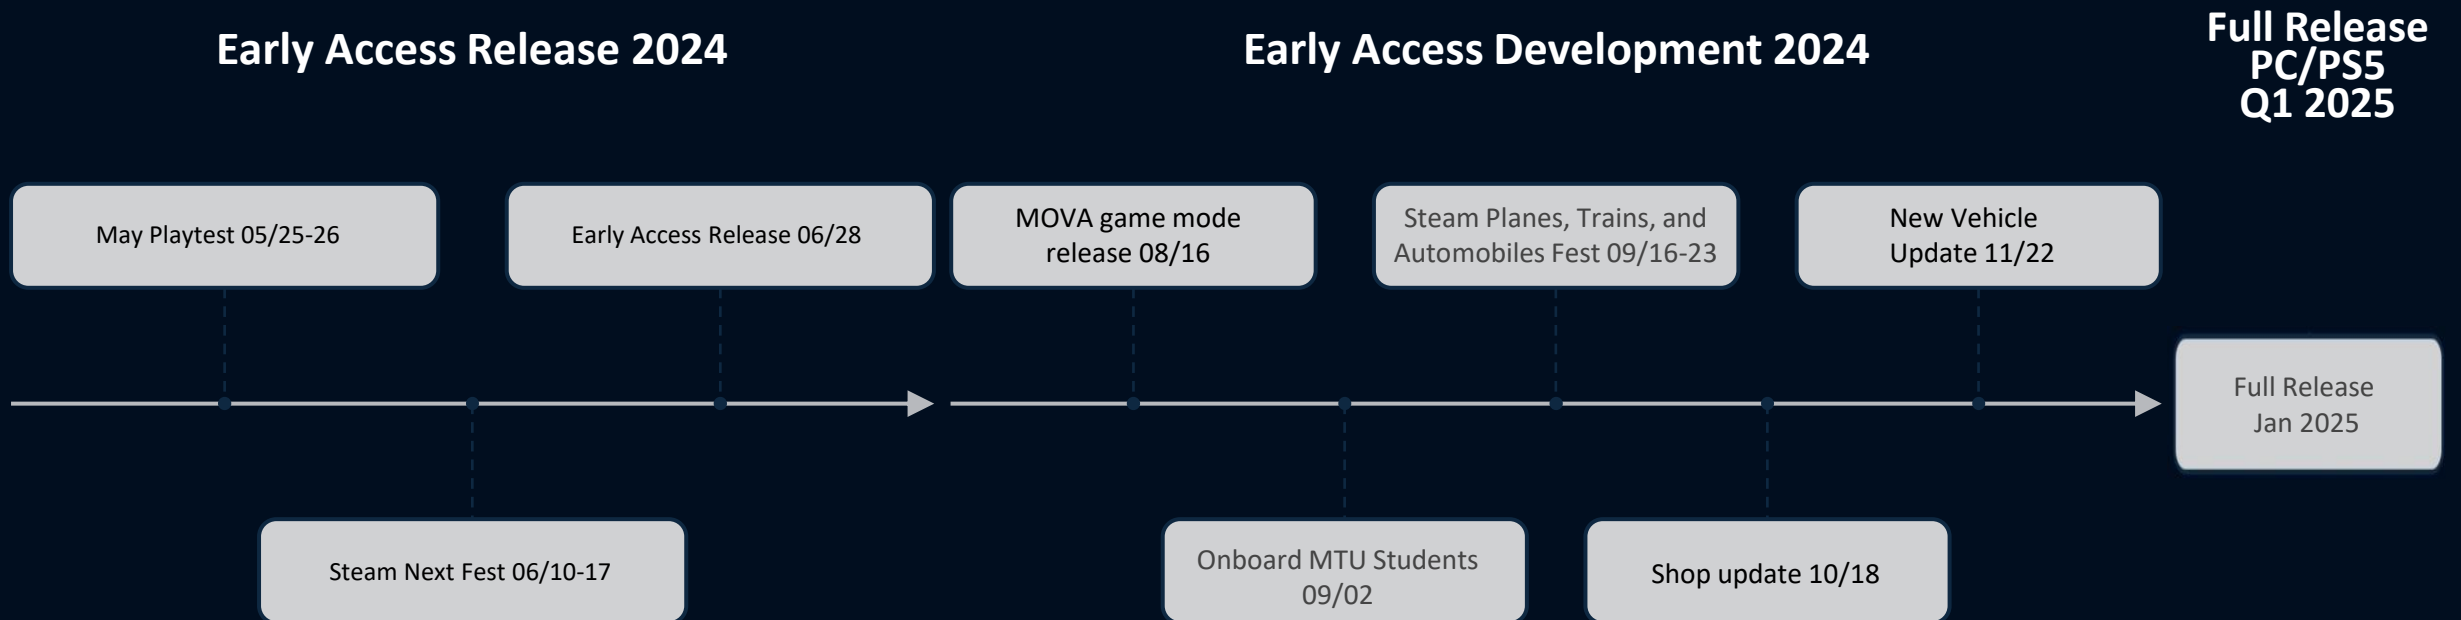 Early Access Release 2024
Early Access Development 2024
Full Release
PC/PS5
Q1 2025
May Playtest 05/25-26
Early Access Release 06/28
MOVA game mode
release 08/16
Steam Planes, Trains, and
Automobiles Fest 09/16-23
New Vehicle
Update 11/22
Full Release
Jan 2025
Steam Next Fest 06/10-17
Onboard MTU Students
09/02
Shop update 10/18